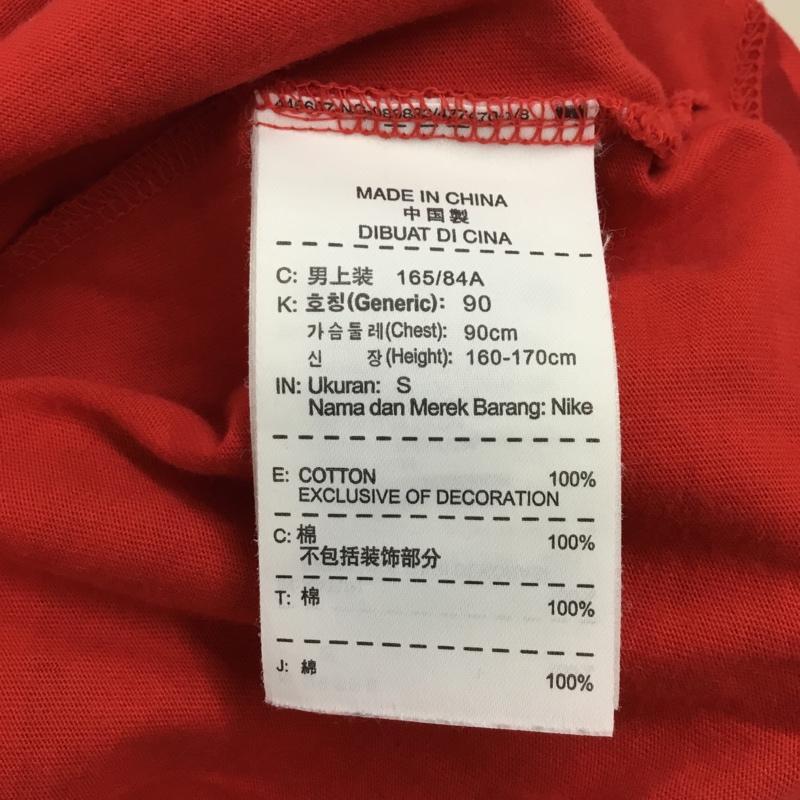 MADE IN CHINA
中国製
DIBUAT DI CINA
C: 男上装 165/84A
K: 호칭(Generic): 90
가슴둘레(Chest): 90cm
신 장(Height): 160-170cm
IN: Ukuran: S
Nama dan Merek Barang: Nike
E: COTTON 100%
EXCLUSIVE OF DECORATION
C: 棉 100%
不包括装饰部分
T: 棉 100%
J: 綿 100%